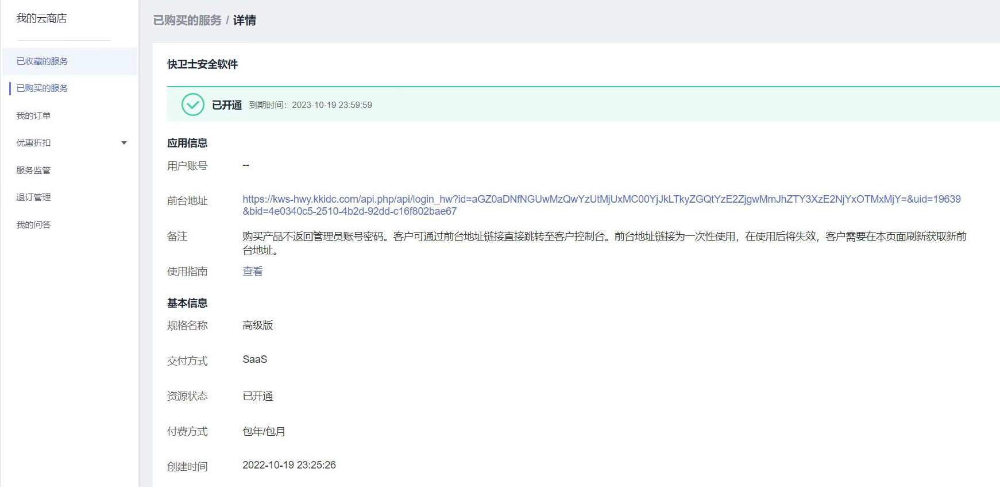 我的云商店
已收藏的服务
已购买的服务
我的订单
优惠折扣
服务监管
退订管理
我的问答
已购买的服务 / 详情
快卫士安全软件
已开通 到期时间：2023-10-19 23:59:59
应用信息
用户账号 --
前台地址 https://kws-hwy.kkidc.com/api.php/api/login_hw?id=aGZ0aDNfNGUwMzQwYzUtMjUxMC00YjJkLTkyZGQtYzE2ZjgwMmJhZTY3XzE2NjYxOTMxMjY=&uid=19639
&bid=4e0340c5-2510-4b2d-92dd-c16f802bae67
备注 购买产品不返回管理员账号密码。客户可通过前台地址链接直接跳转至客户控制台。前台地址链接为一次性使用，在使用后将失效，客户需要在本页面刷新获取新前
台地址。
使用指南 查看
基本信息
规格名称 高级版
交付方式 SaaS
资源状态 已开通
付费方式 包年/包月
创建时间 2022-10-19 23:25:26